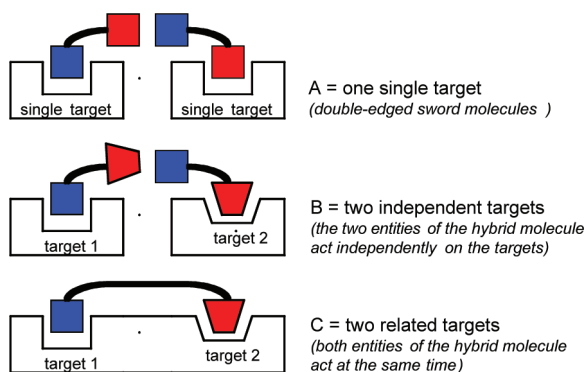 single target
single target
A = one single target
(double-edged sword molecules )
target 1
target 2
B = two independent targets
(the two entities of the hybrid molecule
act independently on the targets)
target 1
target 2
C = two related targets
(both entities of the hybrid molecule
act at the same time)